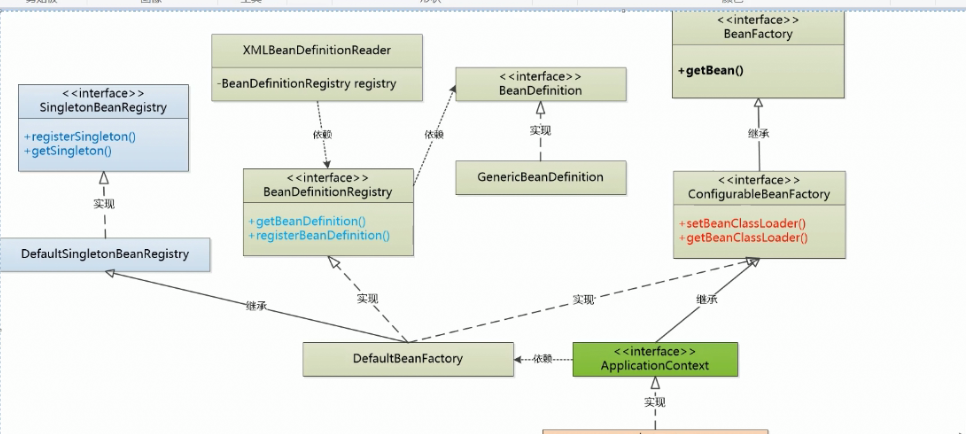 <<interface>>
BeanFactory
+getBean()
XMLBeanDefinitionReader
-BeanDefinitionRegistry registry
<<interface>>
BeanDefinition
<<interface>>
SingletonBeanRegistry
+registerSingleton()
+getSingleton()
依赖
依赖
实现
继承
<<interface>>
BeanDefinitionRegistry
+getBeanDefinition()
+registerBeanDefinition()
GenericBeanDefinition
<<interface>>
ConfigurableBeanFactory
+setBeanClassLoader()
+getBeanClassLoader()
实现
DefaultSingletonBeanRegistry
继承
实现
实现
继承
DefaultBeanFactory
依赖
<<interface>>
ApplicationContext
实现